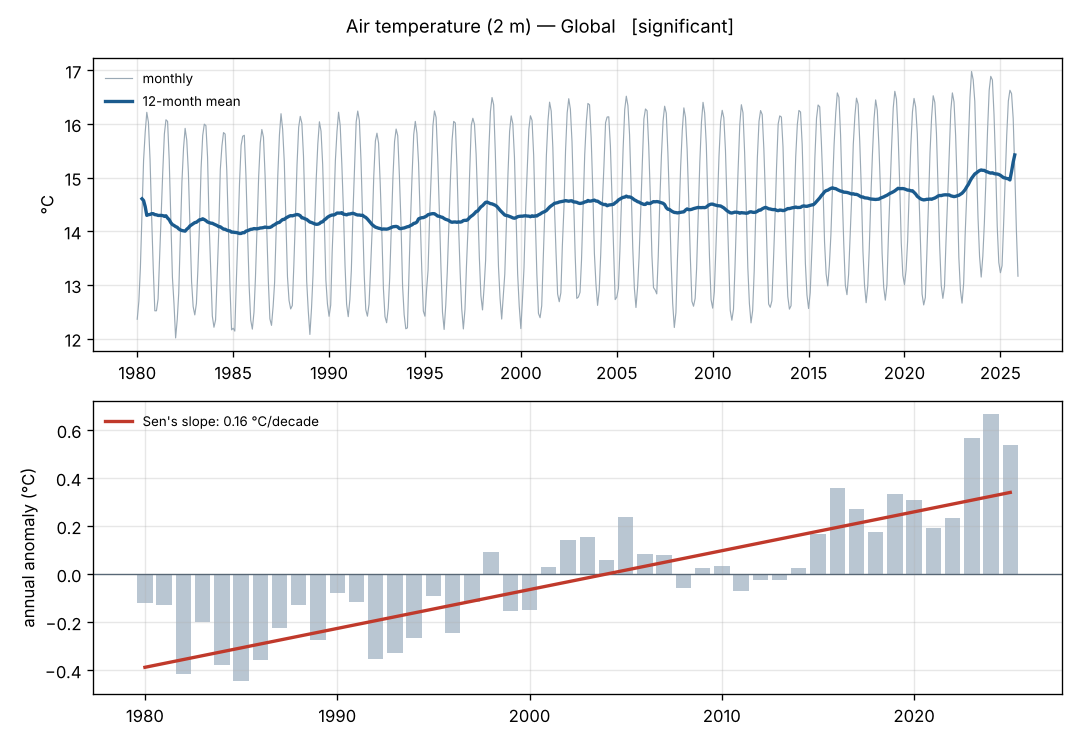 Air temperature (2 m) — Global   [significant]
monthly
12-month mean
°C
17
16
15
14
13
12
1980 1985 1990 1995 2000 2005 2010 2015 2020 2025
Sen's slope: 0.16 °C/decade
annual anomaly (°C)
0.6
0.4
0.2
0.0
−0.2
−0.4
1980 1990 2000 2010 2020